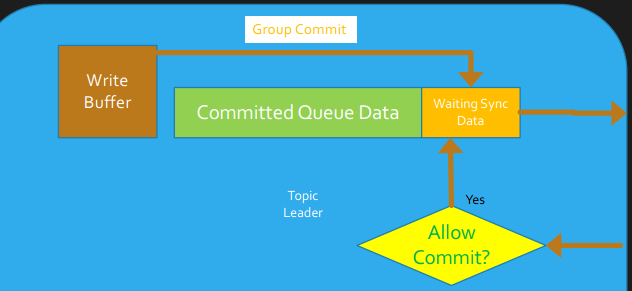 Group Commit
Write
Buffer
Committed Queue Data
Waiting Sync
Data
Topic
Leader
Yes
Allow
Commit?